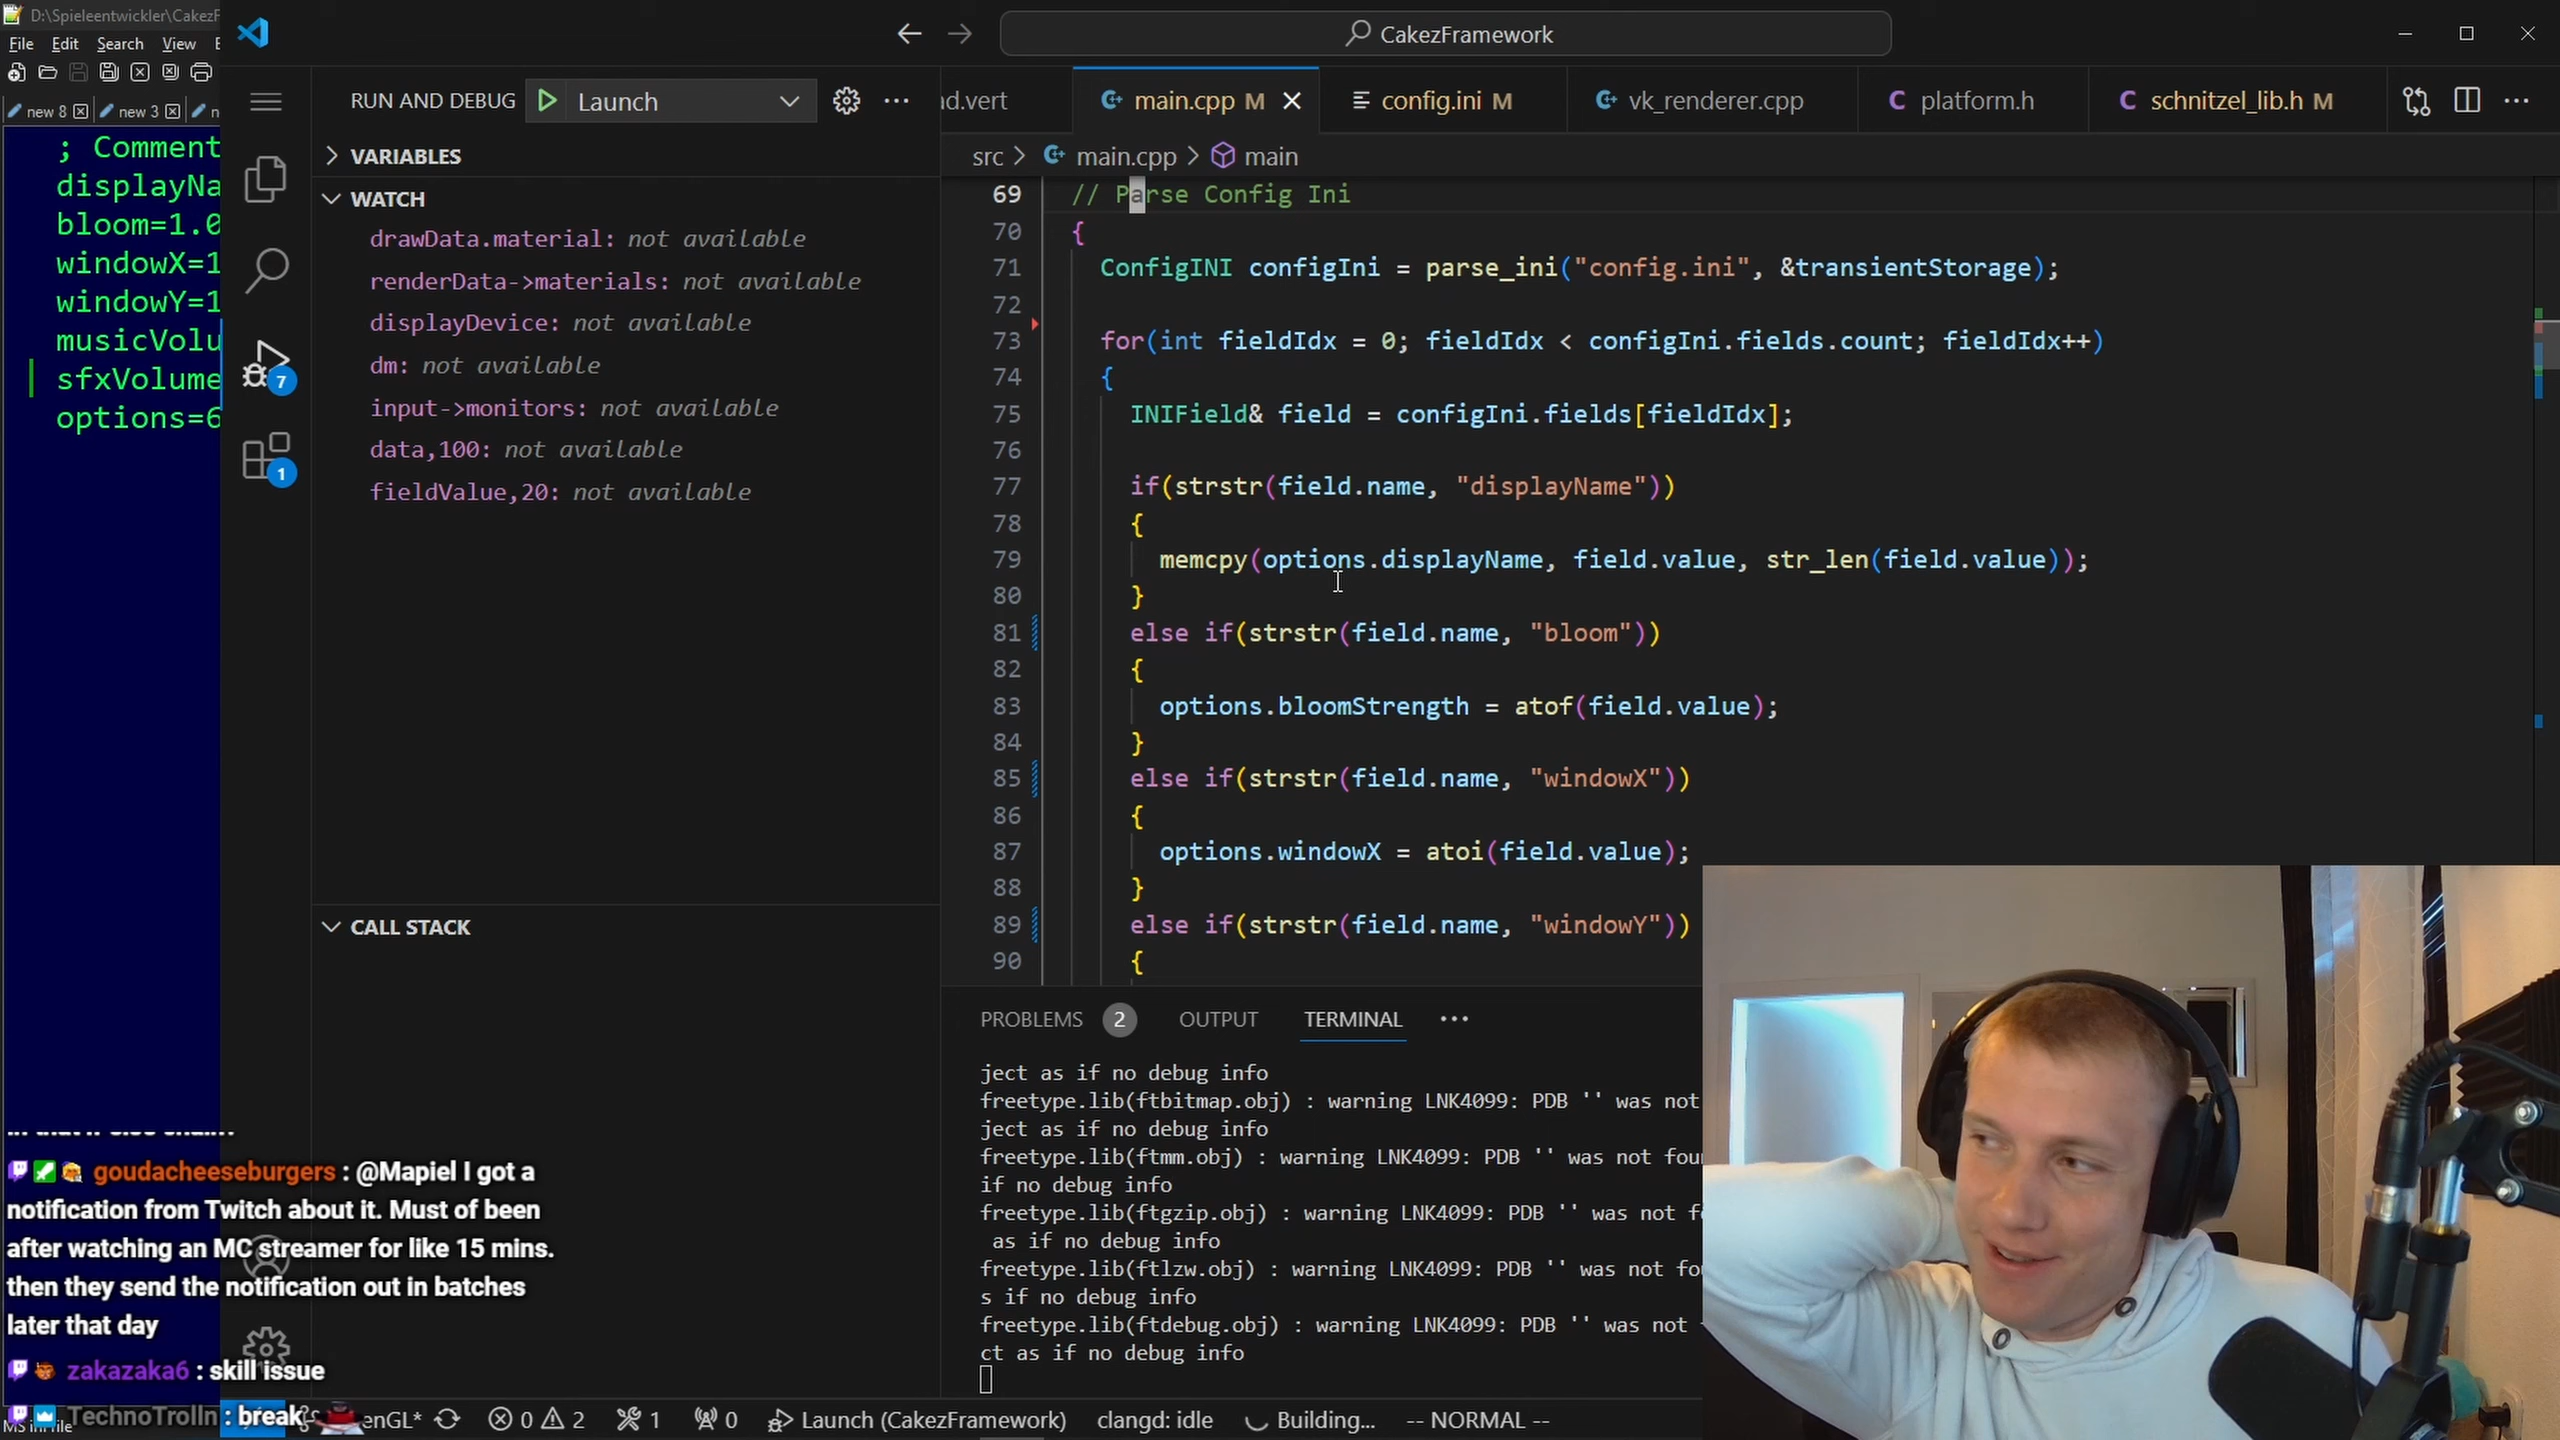 D:\Spieleentwickler\CakezF
File Edit Search View E
new 8 new 3 n
; Comment
displayNa
bloom=1.0
windowX=1
windowY=1
musicVolu
sfxVolume
options=6
CakezFramework
RUN AND DEBUG Launch
VARIABLES
WATCH
drawData.material: not available
renderData->materials: not available
displayDevice: not available
dm: not available
input->monitors: not available
data,100: not available
fieldValue,20: not available
7
1
CALL STACK
ad.vert main.cpp M config.ini M vk_renderer.cpp platform.h schnitzel_lib.h M
src > main.cpp > main
69 // Parse Config Ini
70 {
71 ConfigINI configIni = parse_ini("config.ini", &transientStorage);
72
73 for(int fieldIdx = 0; fieldIdx < configIni.fields.count; fieldIdx++)
74 {
75 INIField& field = configIni.fields[fieldIdx];
76
77 if(strstr(field.name, "displayName"))
78 {
79 memcpy(options.displayName, field.value, str_len(field.value));
80 }
81 else if(strstr(field.name, "bloom"))
82 {
83 options.bloomStrength = atof(field.value);
84 }
85 else if(strstr(field.name, "windowX"))
86 {
87 options.windowX = atoi(field.value);
88 }
89 else if(strstr(field.name, "windowY"))
90 {
PROBLEMS 2 OUTPUT TERMINAL
ject as if no debug info
freetype.lib(ftbitmap.obj) : warning LNK4099: PDB '' was not
ject as if no debug info
freetype.lib(ftmm.obj) : warning LNK4099: PDB '' was not fou
if no debug info
freetype.lib(ftgzip.obj) : warning LNK4099: PDB '' was not f
as if no debug info
freetype.lib(ftlzw.obj) : warning LNK4099: PDB '' was not fo
s if no debug info
freetype.lib(ftdebug.obj) : warning LNK4099: PDB '' was not
ct as if no debug info
goudacheeseburgers : @Mapiel I got a
notification from Twitch about it. Must of been
after watching an MC streamer for like 15 mins.
then they send the notification out in batches
later that day
zakazaka6 : skill issue
TechnoTrolln : break
MS ini file
enGL* 0 2 1 0 Launch (CakezFramework) clangd: idle Building... -- NORMAL --